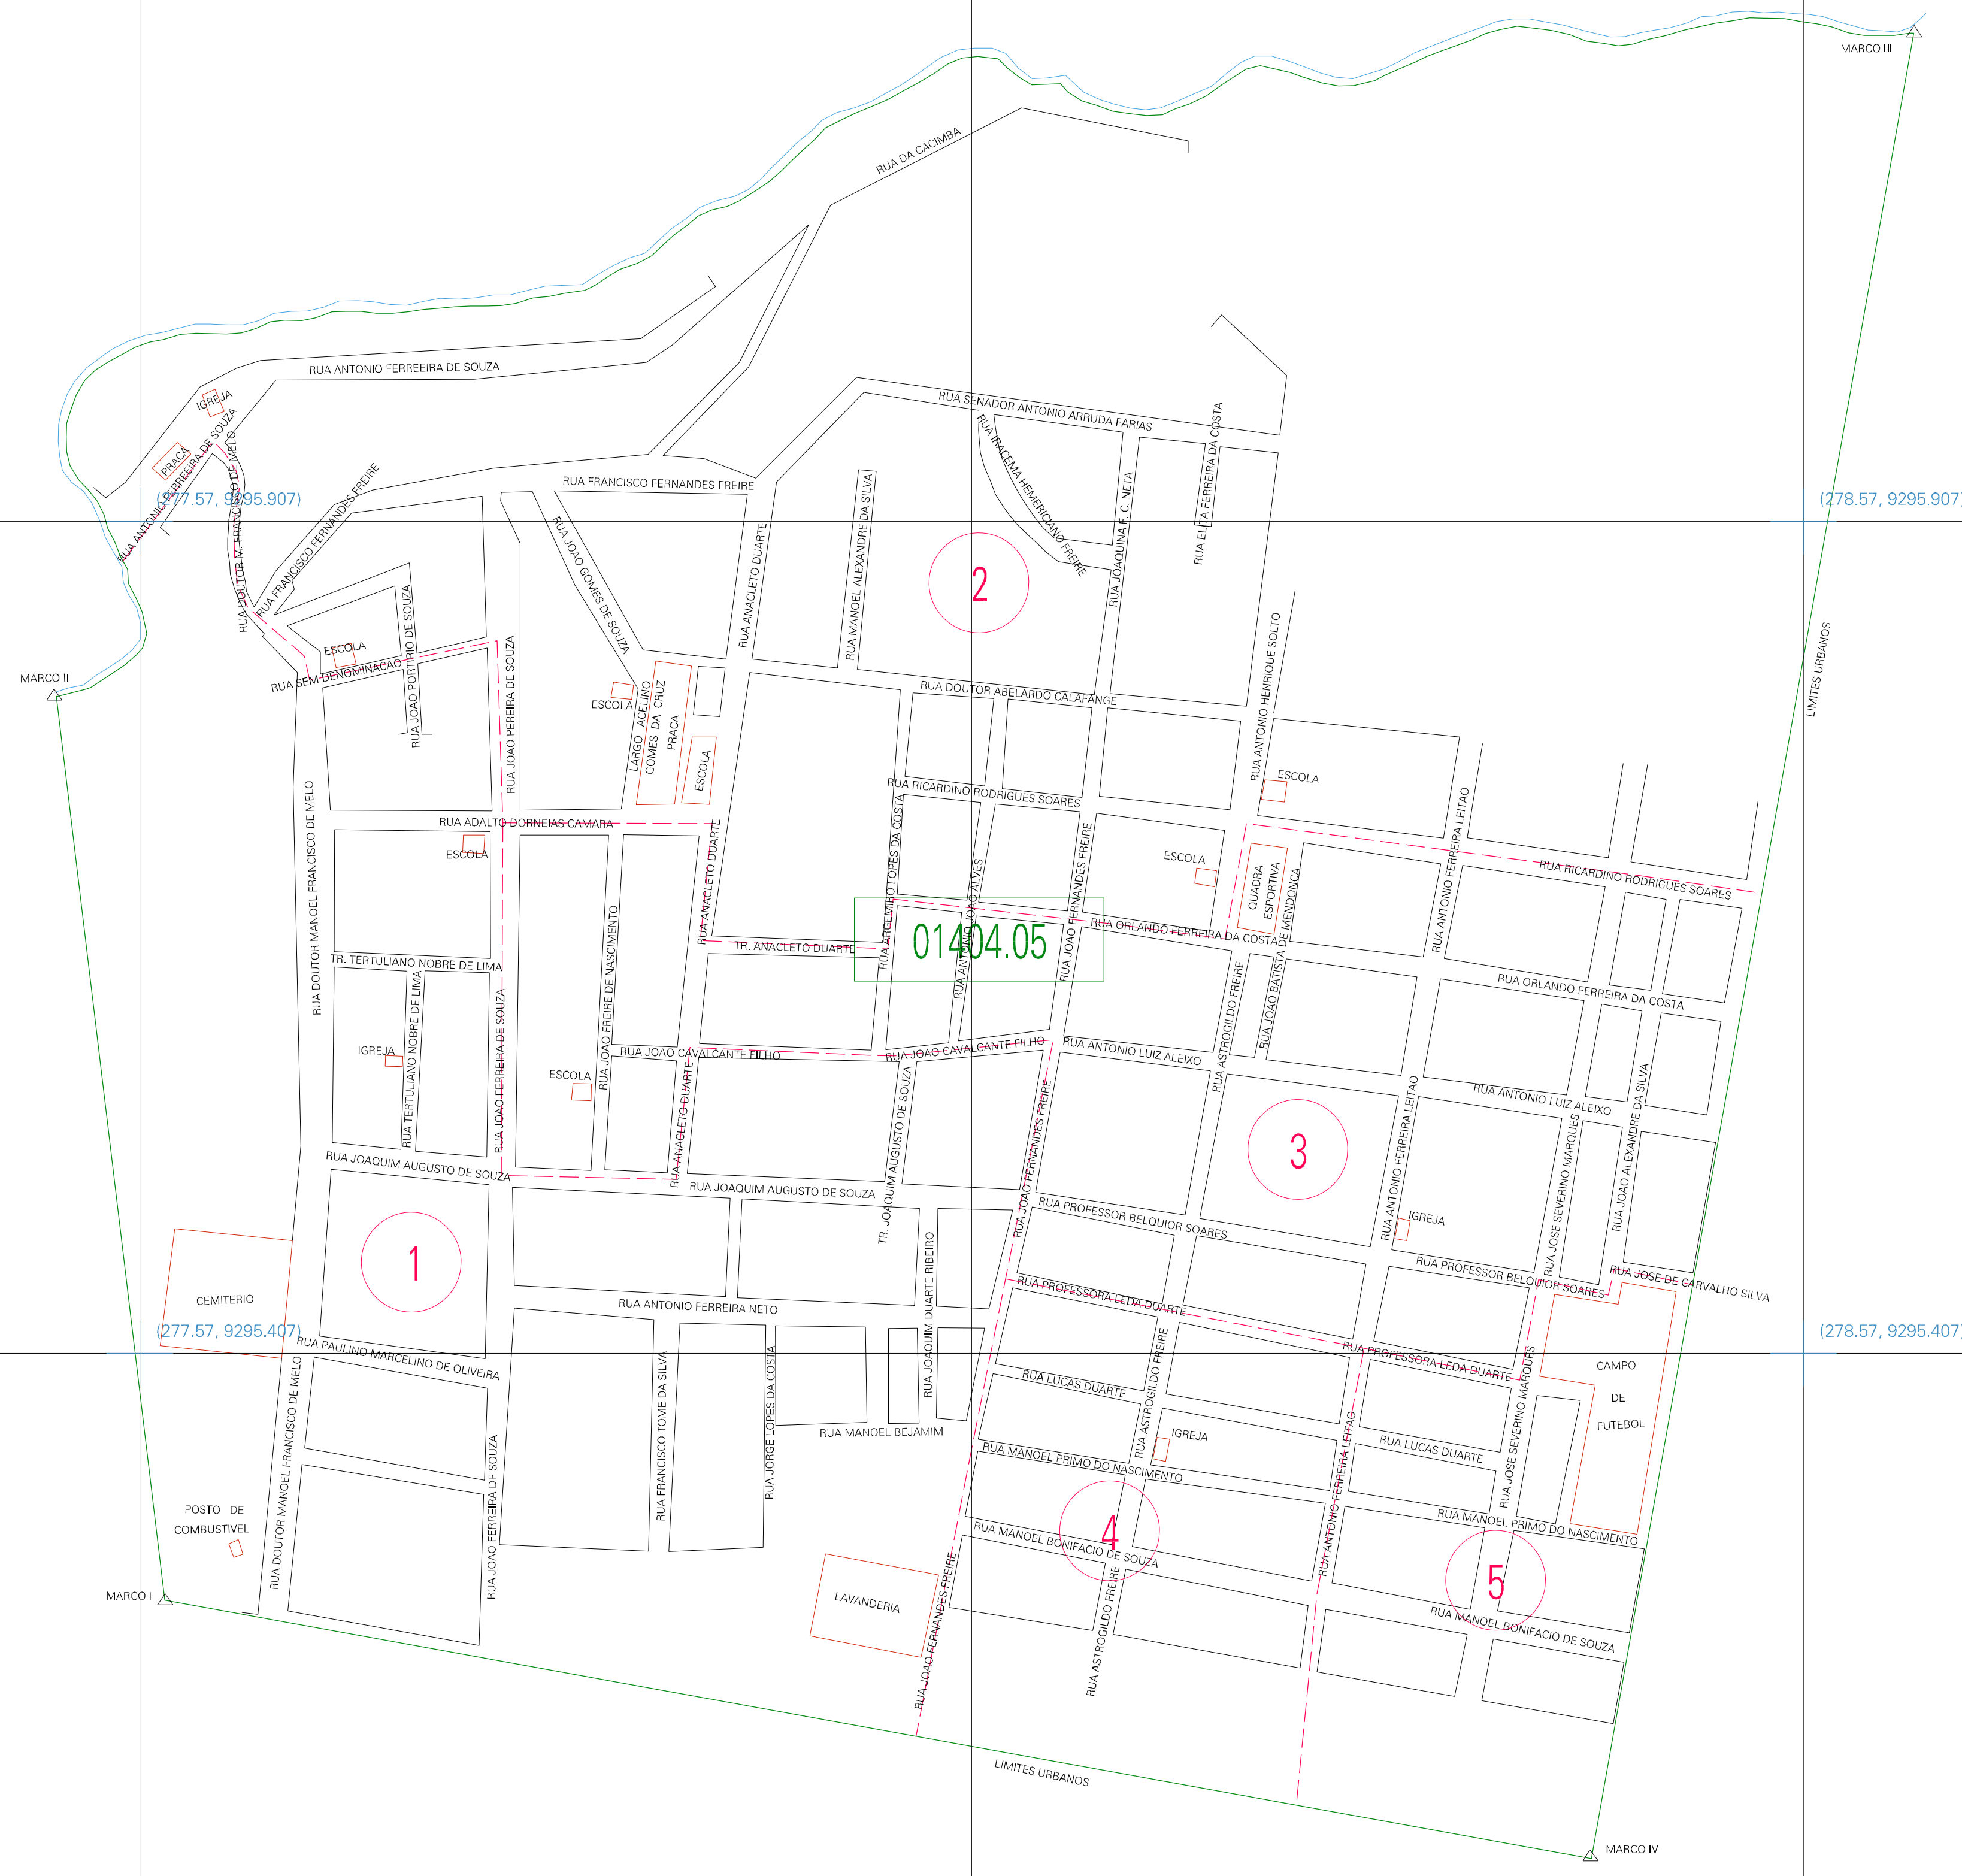 MARCO III
RUA DA CACIMBA
RUA ANTONIO FERREEIRA DE SOUZA
IGREJA
PRACA
RUA ANTONIO FERREEIRA DE SOUZA
RUA DOUTOR M. FRANCISCO DE MELO
RUA FRANCISCO FERNANDES FREIRE
RUA SENADOR ANTONIO ARRUDA FARIAS
RUA IRACEMA HEMERICIANO FREIRE
RUA ELITA FERREIRA DA COSTA
RUA FRANCISCO FERNANDES FREIRE
(277.57, 9295.907)
(278.57, 9295.907)
RUA JOAO GOMES DE SOUZA
RUA ANACLETO DUARTE
RUA MANOEL ALEXANDRE DA SILVA
RUA JOAQUINA F. C. NETA
2
MARCO II
ESCOLA
RUA SEM DENOMINACAO
RUA JOAO PORTIRIO DE SOUZA
RUA JOAO PEREIRA DE SOUZA
ESCOLA
LARGO ACELINO
GOMES DA CRUZ
PRACA
ESCOLA
RUA DOUTOR ABELARDO CALAFANGE
RUA ANTONIO HENRIQUE SOLTO
LIMITES URBANOS
ESCOLA
RUA RICARDINO RODRIGUES SOARES
RUA ANTONIO FERREIRA LEITAO
RUA DOUTOR MANOEL FRANCISCO DE MELO
RUA ADALTO DORNEIAS CAMARA
ESCOLA
RUA ANACLETO DUARTE
RUA ARGEMIRO LOPES DA COSTA
RUA ANTONIO JOAO ALVES
RUA JOAO FERNANDES FREIRE
ESCOLA
QUADRA
ESPORTIVA
RUA JOAO BATISTA DE MENDONCA
RUA RICARDINO RODRIGUES SOARES
01404.05
RUA ORLANDO FERREIRA DA COSTA
TR. ANACLETO DUARTE
TR. TERTULIANO NOBRE DE LIMA
RUA ORLANDO FERREIRA DA COSTA
RUA JOAO FREIRE DE NASCIMENTO
RUA TERTULIANO NOBRE DE LIMA
RUA JOAO FERREIRA DE SOUZA
IGREJA
ESCOLA
RUA JOAO CAVALCANTE FILHO
RUA JOAO CAVALCANTE FILHO
RUA ANTONIO LUIZ ALEIXO
RUA ASTROGILDO FREIRE
RUA ANTONIO LUIZ ALEIXO
RUA ANACLETO DUARTE
TR. JOAQUIM AUGUSTO DE SOUZA
RUA JOAO FERNANDES FREIRE
3
RUA ANTONIO FERREIRA LEITAO
RUA JOSE SEVERINO MARQUES
RUA JOAO ALEXANDRE DA SILVA
RUA JOAQUIM AUGUSTO DE SOUZA
RUA JOAQUIM AUGUSTO DE SOUZA
RUA PROFESSOR BELQUIOR SOARES
IGREJA
RUA PROFESSOR BELQUIOR SOARES
RUA JOSE DE CARVALHO SILVA
1
CEMITERIO
RUA PROFESSORA LEDA DUARTE
RUA ANTONIO FERREIRA NETO
RUA JOAQUIM DUARTE RIBEIRO
(277.57, 9295.407)
(278.57, 9295.407)
RUA PAULINO MARCELINO DE OLIVEIRA
RUA PROFESSORA LEDA DUARTE
CAMPO
DE
FUTEBOL
RUA LUCAS DUARTE
RUA ASTROGILDO FREIRE
RUA DOUTOR MANOEL FRANCISCO DE MELO
RUA FRANCISCO TOME DA SILVA
RUA JORGE LOPES DA COSTA
RUA MANOEL BEJAMIM
IGREJA
RUA LUCAS DUARTE
RUA JOSE SEVERINO MARQUES
RUA MANOEL PRIMO DO NASCIMENTO
RUA ANTONIO FERREIRA LEITAO
RUA JOAO FERREIRA DE SOUZA
POSTO DE
COMBUSTIVEL
RUA MANOEL PRIMO DO NASCIMENTO
4
RUA MANOEL BONIFACIO DE SOUZA
5
MARCO I
LAVANDERIA
RUA JOAO FERNANDES FREIRE
RUA ASTROGILDO FREIRE
RUA MANOEL BONIFACIO DE SOUZA
LIMITES URBANOS
MARCO IV